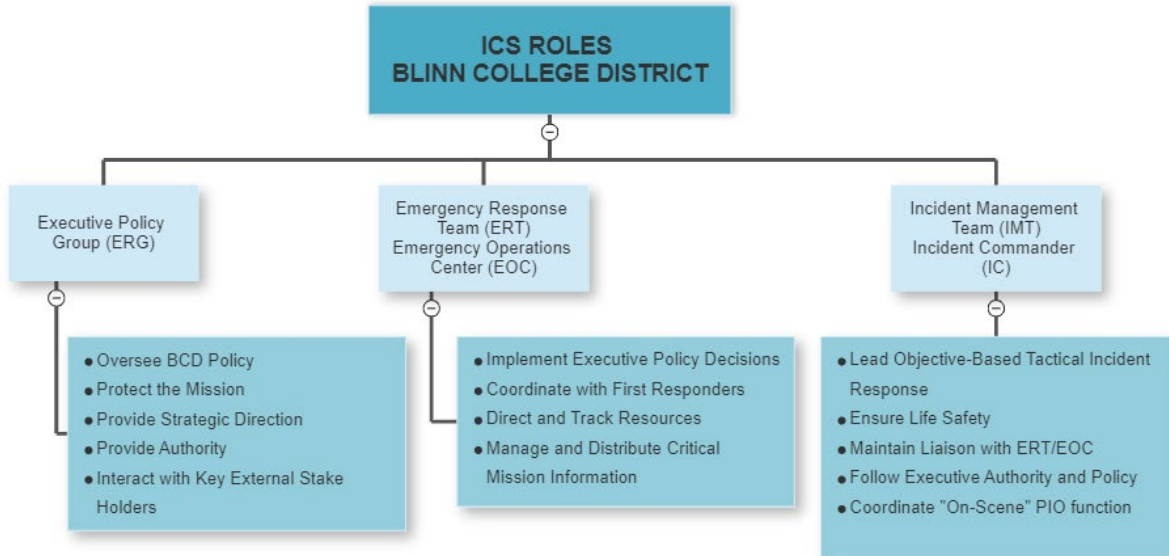 ICS ROLES
BLINN COLLEGE DISTRICT
Executive Policy
Group (ERG)
Emergency Response
Team (ERT)
Emergency Operations
Center (EOC)
Incident Management
Team (IMT)
Incident Commander
(IC)
● Oversee BCD Policy
● Protect the Mission
● Provide Strategic Direction
● Provide Authority
● Interact with Key External Stake
Holders
● Implement Executive Policy Decisions
● Coordinate with First Responders
● Direct and Track Resources
● Manage and Distribute Critical
Mission Information
● Lead Objective-Based Tactical Incident
Response
● Ensure Life Safety
● Maintain Liaison with ERT/EOC
● Follow Executive Authority and Policy
● Coordinate "On-Scene" PIO function